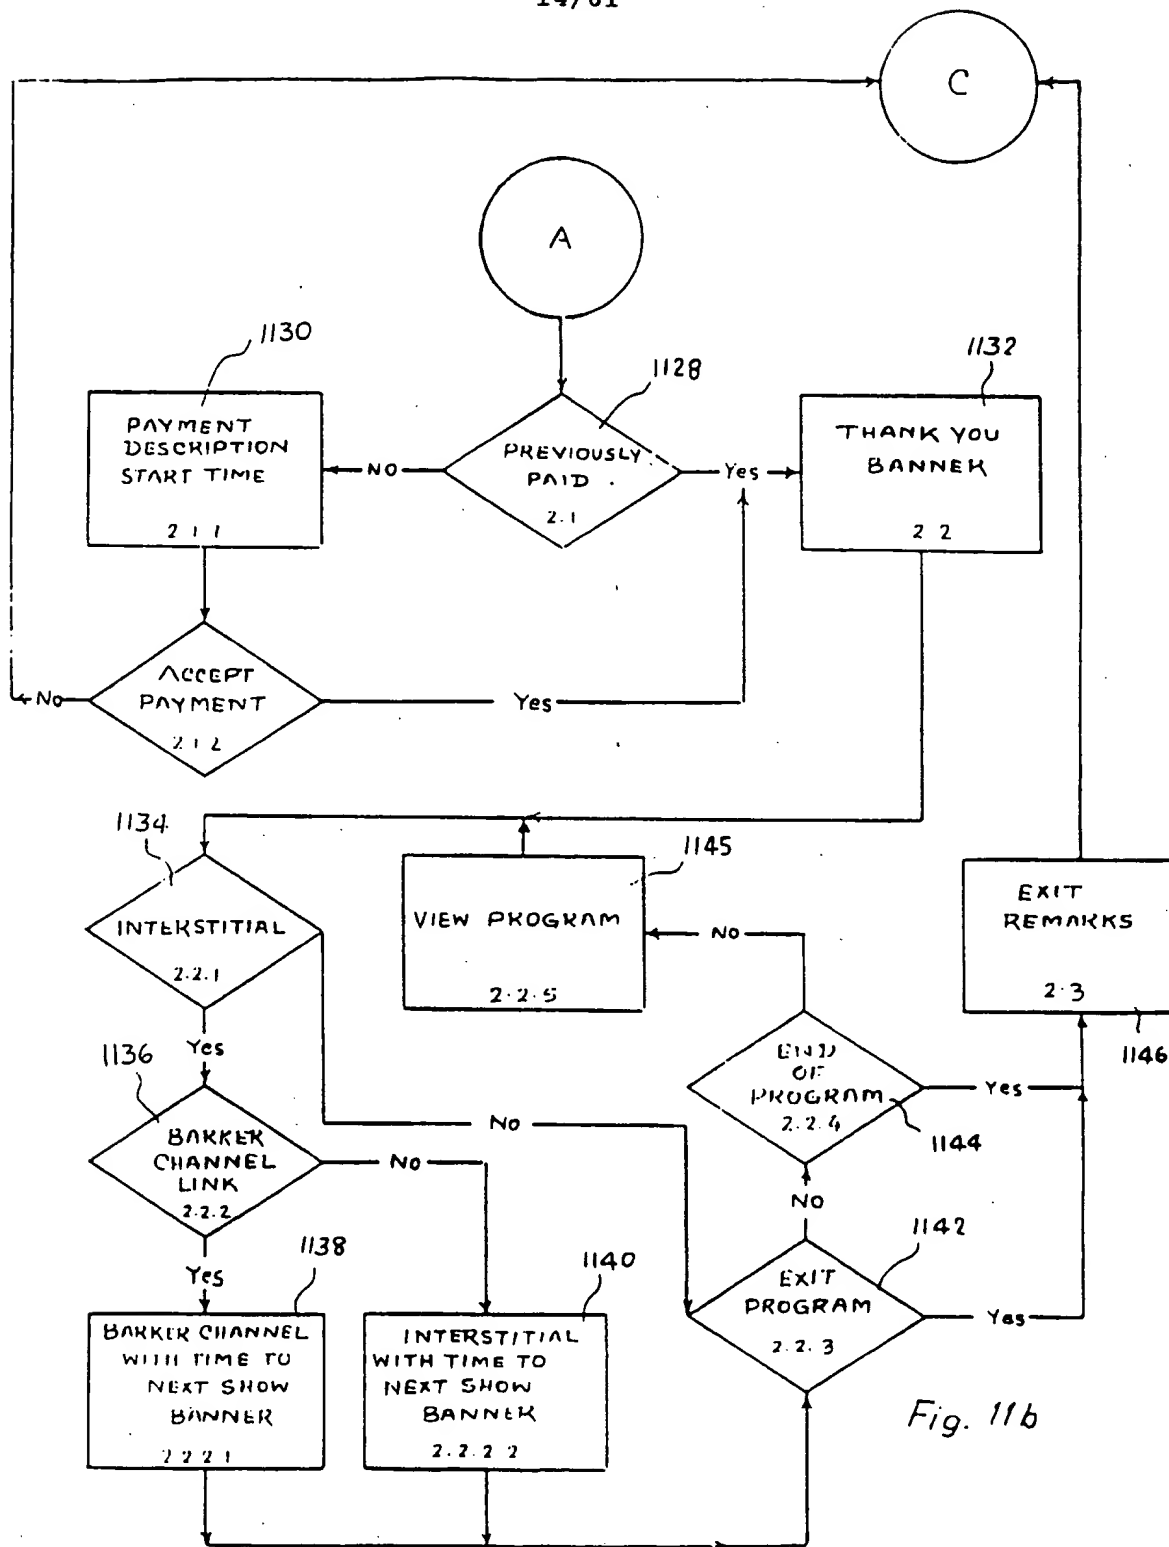 14/61
C
A
1130
1128
1132
PAYMENT
DESCRIPTION
START TIME
2 1 1
NO
PREVIOUSLY
PAID
2.1
Yes
THANK YOU
BANNER
2 2
No
ACCEPT
PAYMENT
2 1 2
Yes
1134
INTERSTITIAL
2.2.1
Yes
No
1145
VIEW PROGRAM
2.2.5
NO
EXIT
REMARKS
2.3
1146
END
OF
PROGRAM
2.2.4
Yes
1144
NO
1136
BARKER
CHANNEL
LINK
2.2.2
No
Yes
1142
EXIT
PROGRAM
2.2.3
Yes
1138
BARKER CHANNEL
WITH TIME TO
NEXT SHOW
BANNER
2 2 2 1
1140
INTERSTITIAL
WITH TIME TO
NEXT SHOW
BANNER
2.2.2 2
Fig. 11b